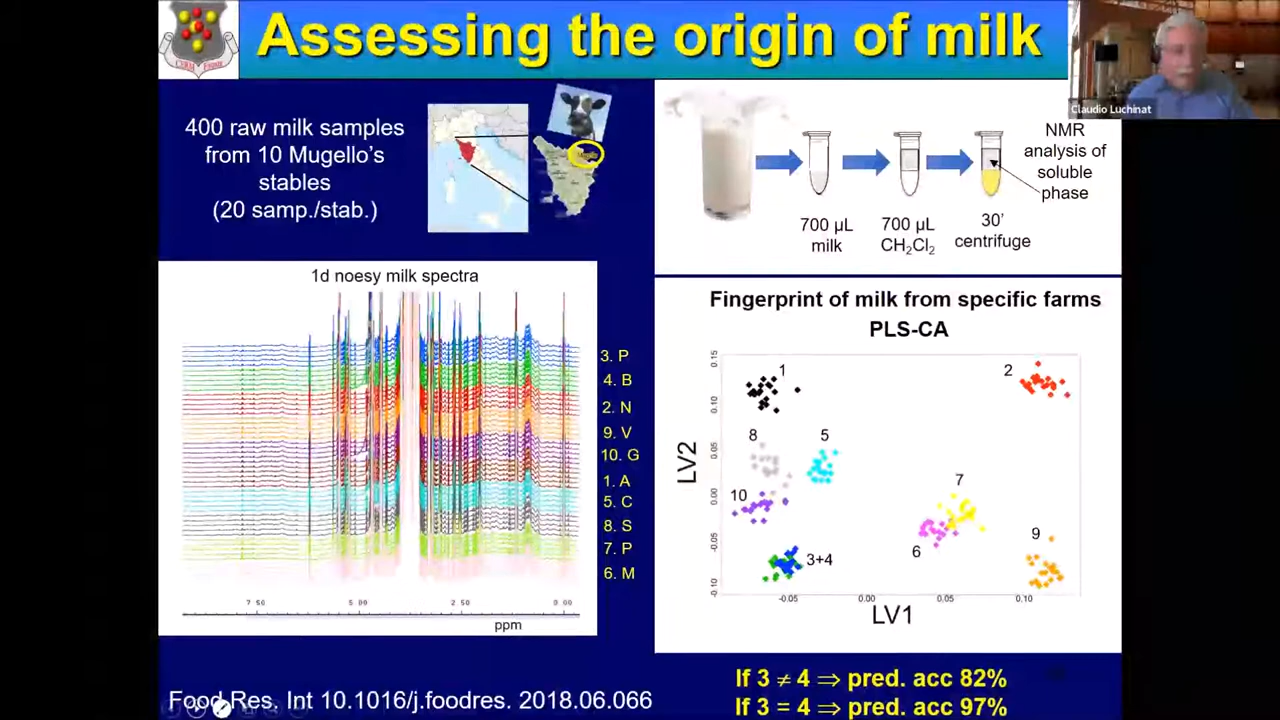 Assessing the origin of milk
Claudio Luchinat
400 raw milk samples
from 10 Mugello's
stables
(20 samp./stab.)
700 µL
milk
700 µL
CH₂Cl₂
30'
centrifuge
NMR
analysis of
soluble
phase
1d noesy milk spectra
3. P
4. B
2. N
9. V
10. G
1. A
5. C
8. S
7. P
6. M
7 50
5 00
2 50
0 00
ppm
Fingerprint of milk from specific farms
PLS-CA
0.15
0.10
0.05
0.00
-0.05
-0.10
LV2
1
2
8
5
10
7
6
9
3+4
-0.05
0.00
0.05
0.10
LV1
If 3 ≠ 4 ⇒ pred. acc 82%
If 3 = 4 ⇒ pred. acc 97%
Food Res. Int 10.1016/j.foodres. 2018.06.066